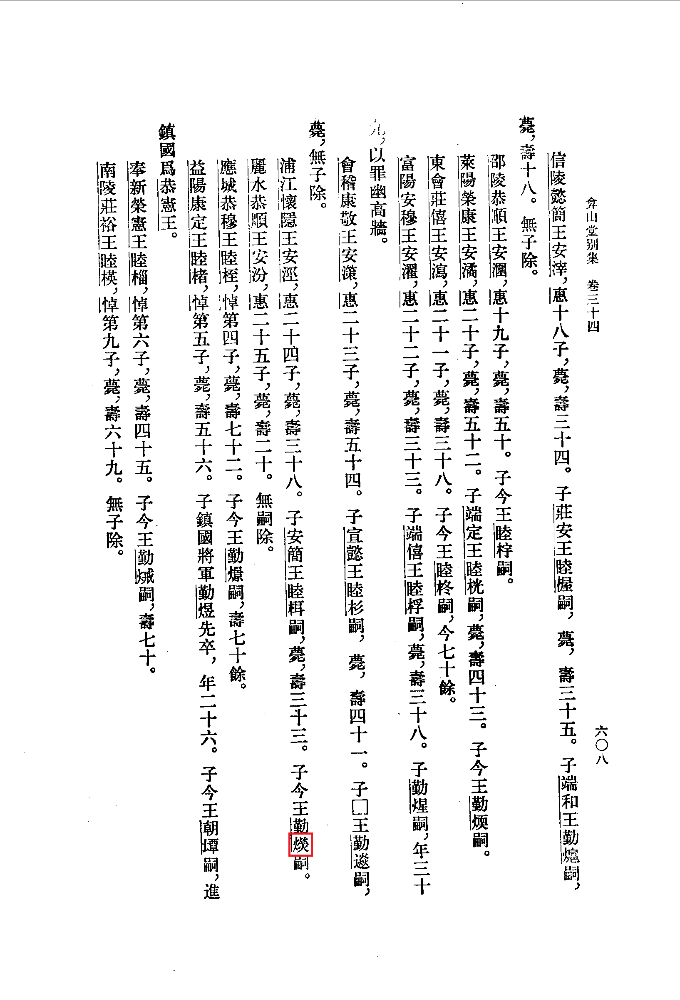 弇山堂别集 卷三十四
六〇八
信陵懿簡王安滓，惠十八子，薨，壽三十四。子莊安王睦楃嗣，薨，壽三十五。子端和王勤熝嗣，
薨，壽十八。無子除。
邵陵恭順王安潿，惠十九子，薨，壽五十。子今王睦㭔嗣。
萊陽榮康王安潏，惠二十子，薨，壽五十二。子端定王睦桄嗣，薨，壽四十三。子今王勤煗嗣。
東會莊僖王安瀉，惠二十一子，薨，壽三十八。子今王睦柊嗣，今七十餘。
富陽安穆王安濯，惠二十二子，薨，壽三十三。子端僖王睦桴嗣，薨，壽三十八。子勤煋嗣，年三十
九，以罪幽高牆。
會稽康敬王安䇲，惠二十三子，薨，壽五十四。子宣懿王睦杉嗣，薨，壽四十一。子□王勤邎嗣，
薨，無子除。
浦江懷隱王安涇，惠二十四子，薨，壽三十八。子安簡王睦栮嗣，薨，壽三十三。子今王勤燚嗣。
麗水恭順王安汾，惠二十五子，薨，壽二十。無嗣除。
應城恭穆王睦桎，悼第四子，薨，壽七十二。子今王勤㷫嗣，壽七十餘。
益陽康定王睦楮，悼第五子，薨，壽五十六。子鎮國將軍勤煜先卒，年二十六。子今王朝墰嗣，進
鎮國爲恭憲王。
奉新榮憲王睦椔，悼第六子，薨，壽四十五。子今王勤烕嗣，壽七十。
南陵莊裕王睦楧，悼第九子，薨，壽六十九。無子除。